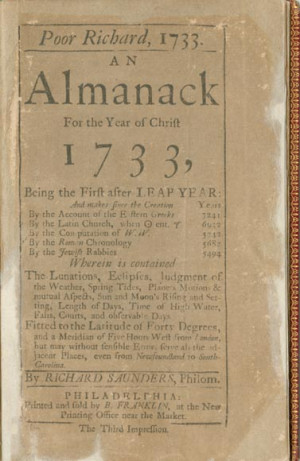 Poor Richard, 1733.
AN
Almanack
For the Year of Christ
1733,
Being the First after LEAP YEAR:
And makes since the Creation Years
By the Account of the Eastern Greeks 7241
By the Latin Church, when ☉ ent. ♈ 6932
By the Computation of W.W. 5742
By the Roman Chronology 5682
By the Jewish Rabbies 5494
Wherein is contained
The Lunations, Eclipses, Judgment of
the Weather, Spring Tides, Planets Motions &
mutual Aspects, Sun and Moon's Rising and Set-
ting, Length of Days, Time of High Water,
Fairs, Courts, and observable Days
Fitted to the Latitude of Forty Degrees,
and a Meridian of Five Hours West from London,
but may without sensible Error, serve all the ad-
jacent Places, even from Newfoundland to South-
Carolina.
By RICHARD SAUNDERS, Philom.
PHILADELPHIA:
Printed and sold by B. FRANKLIN, at the New
Printing Office near the Market.
The Third Impression.